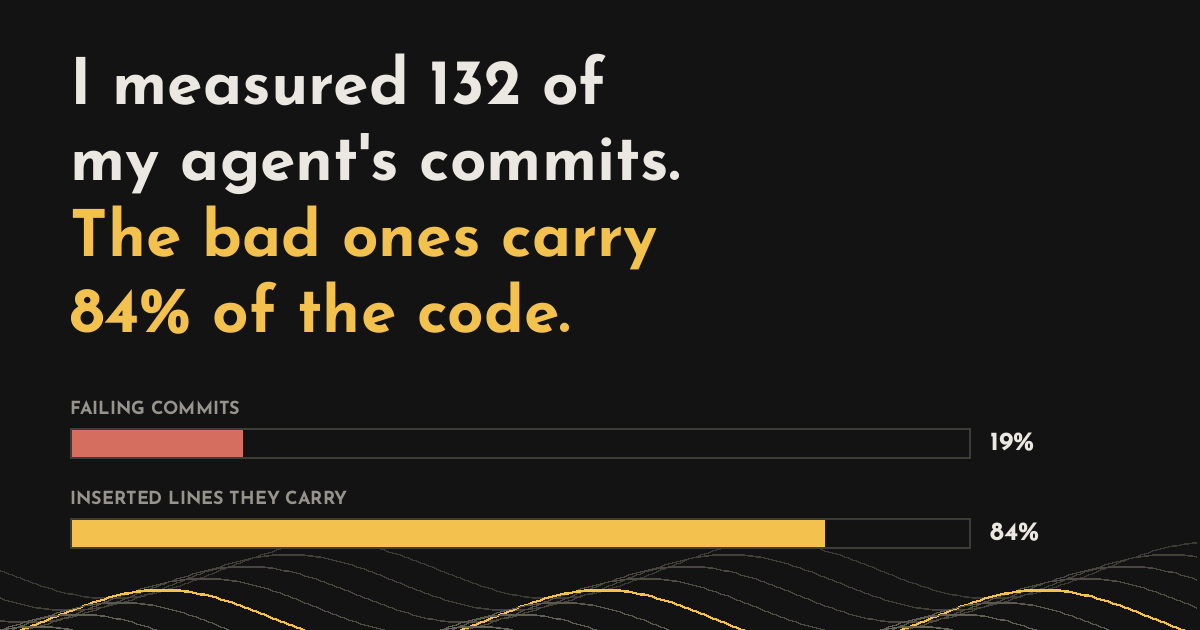 I measured 132 of
my agent's commits.
The bad ones carry
84% of the code.
FAILING COMMITS
19%
INSERTED LINES THEY CARRY
84%